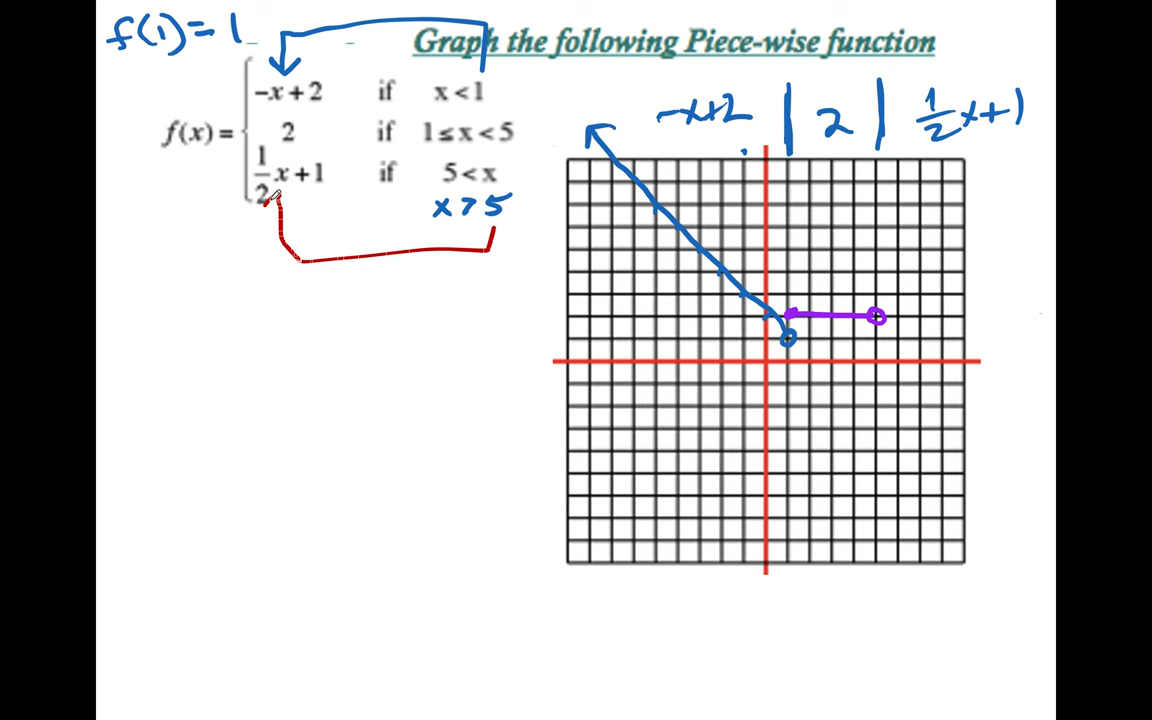 f(1) = 1
Graph the following Piece-wise function
-x+2 | 2 | 1/2 x+1
f(x) = { -x + 2 if x < 1
2 if 1 ≤ x < 5
1/2 x + 1 if 5 < x
x > 5